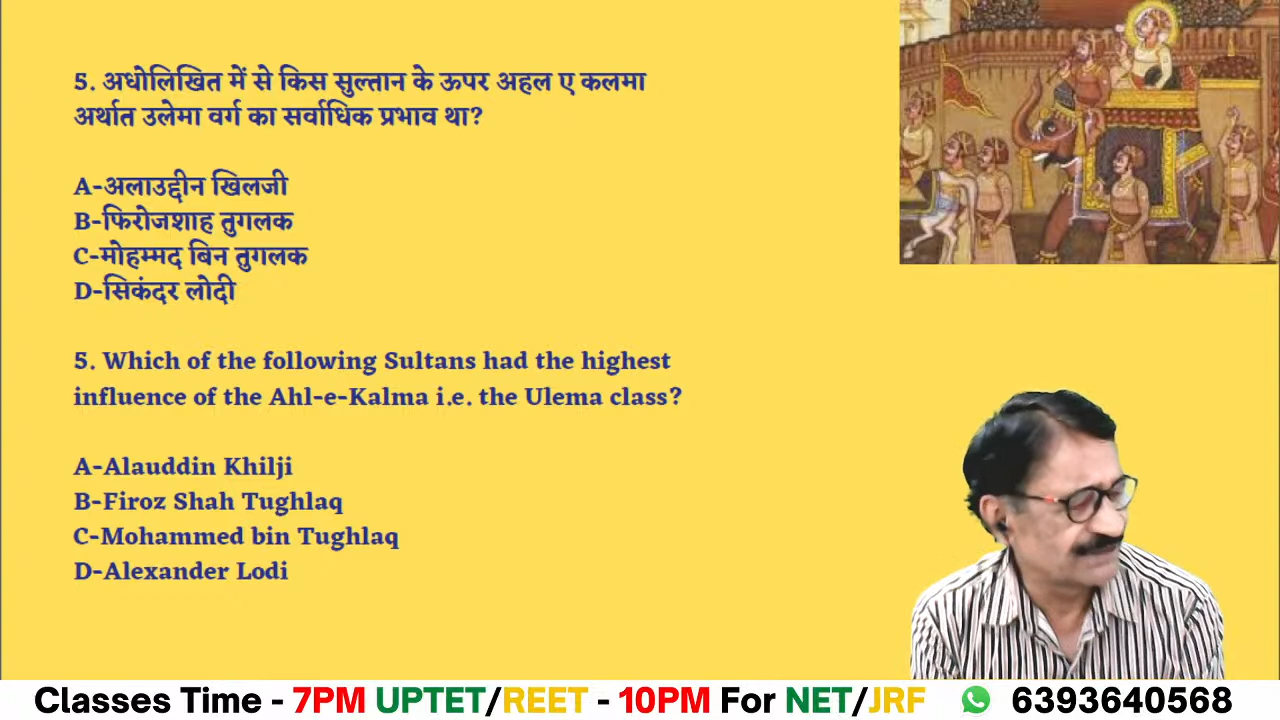 5. अधोलिखित में से किस सुल्तान के ऊपर अहल ए कलमा
अर्थात उलेमा वर्ग का सर्वाधिक प्रभाव था?
A-अलाउद्दीन खिलजी
B-फिरोजशाह तुगलक
C-मोहम्मद बिन तुगलक
D-सिकंदर लोदी
5. Which of the following Sultans had the highest
influence of the Ahl-e-Kalma i.e. the Ulema class?
A-Alauddin Khilji
B-Firoz Shah Tughlaq
C-Mohammed bin Tughlaq
D-Alexander Lodi
Classes Time - 7PM UPTET/REET - 10PM For NET/JRF 6393640568